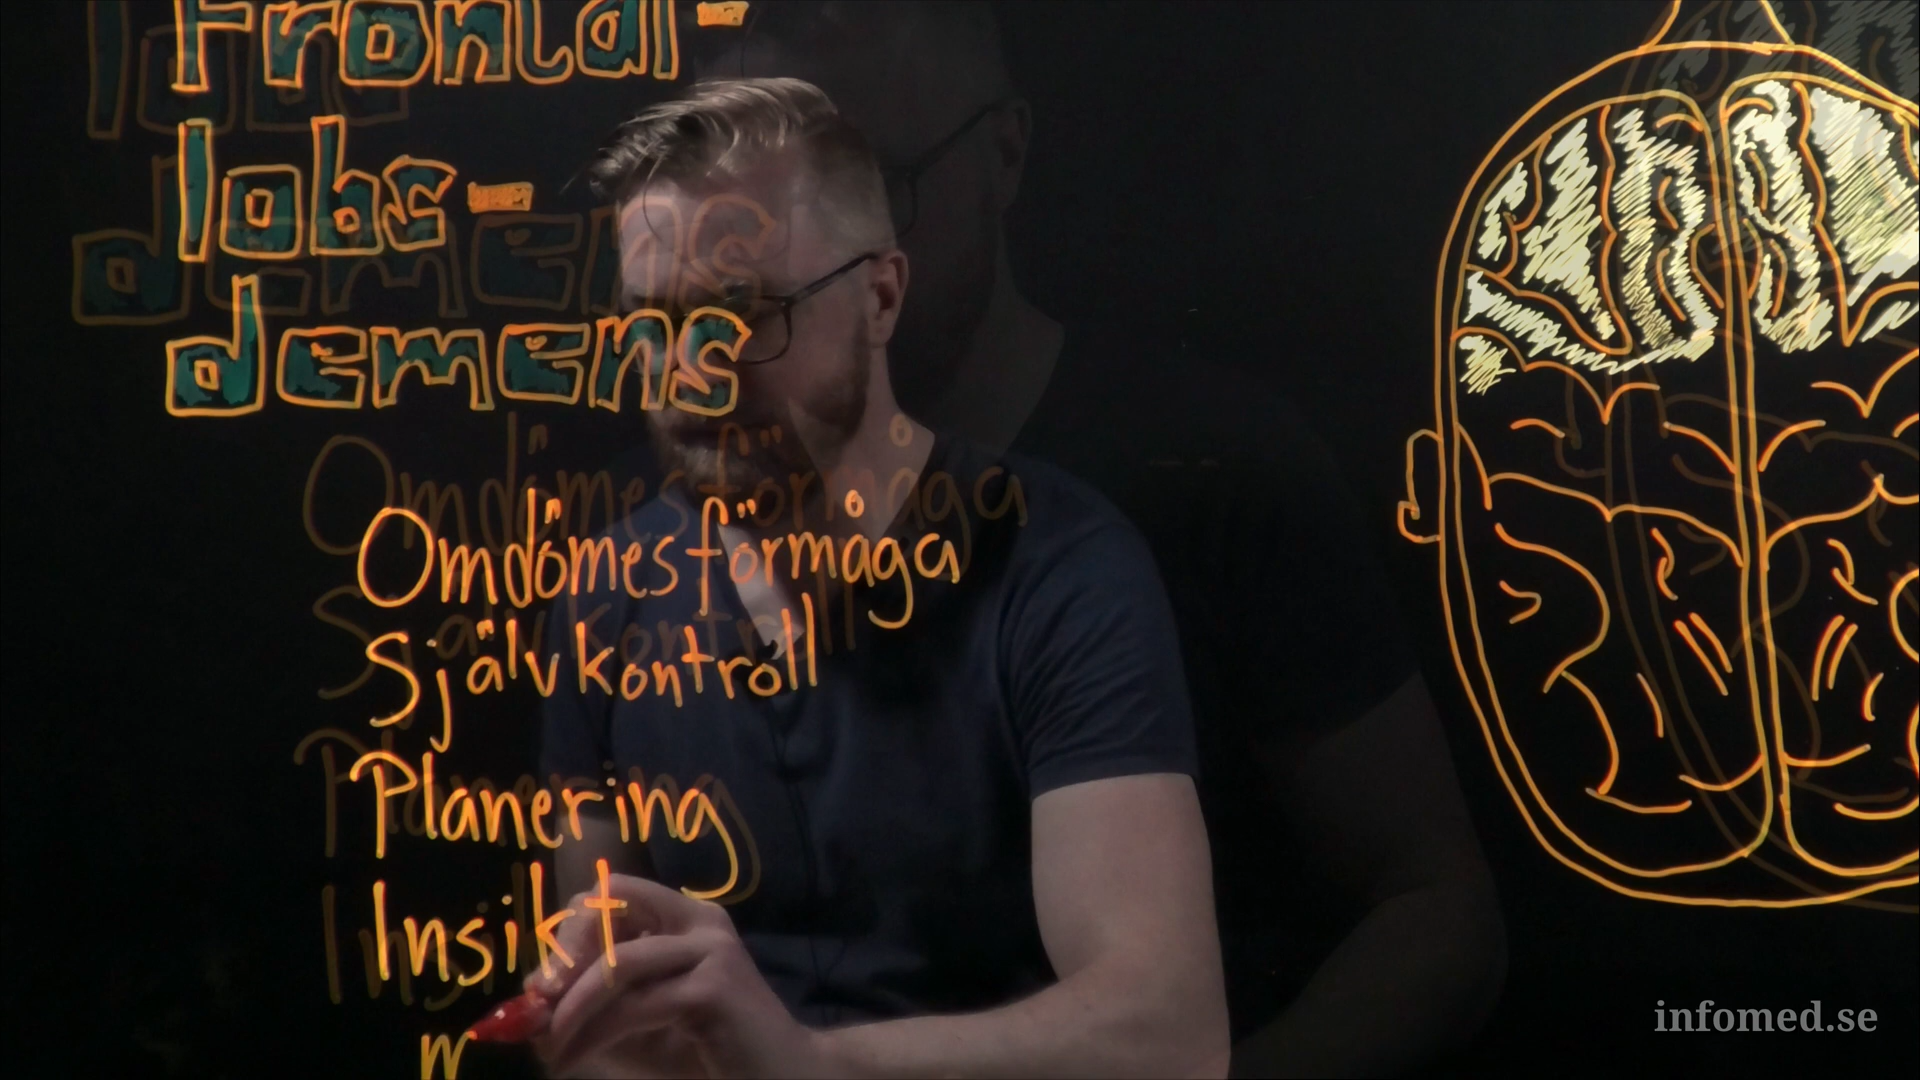 Frontal-
lobs-
demens
Omdömesförmåga
Självkontroll
Planering
Insikt
infomed.se